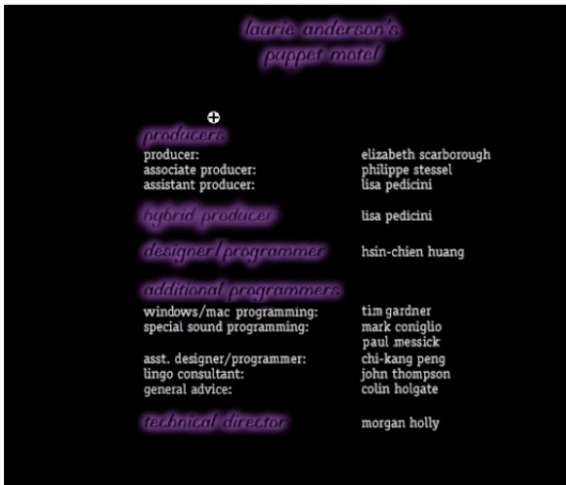 laurie anderson's
puppet motel
producers
producer: elizabeth scarborough
associate producer: philippe stessel
assistant producer: lisa pedicini
hybrid producer lisa pedicini
designer/programmer hsin-chien huang
additional programmers
windows/mac programming: tim gardner
special sound programming: mark coniglio
paul messick
asst. designer/programmer: chi-kang peng
lingo consultant: john thompson
general advice: colin holgate
technical director morgan holly